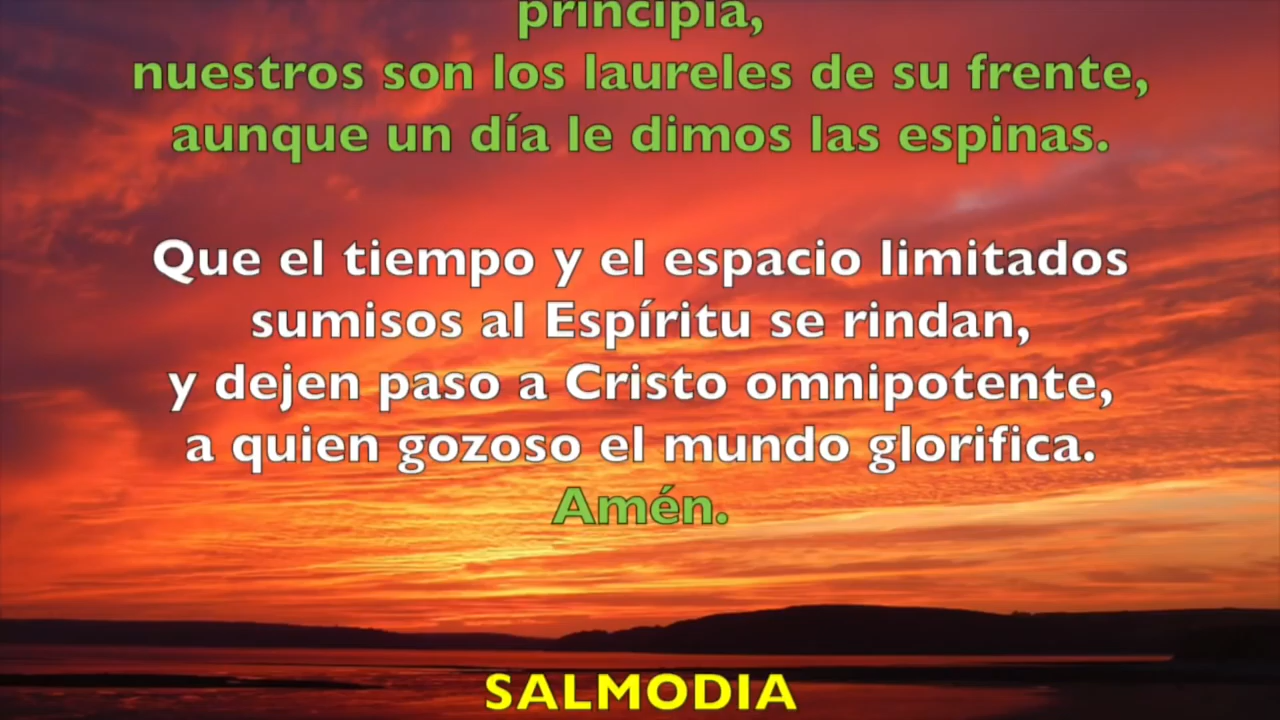 principia,
nuestros son los laureles de su frente,
aunque un día le dimos las espinas.
Que el tiempo y el espacio limitados
sumisos al Espíritu se rindan,
y dejen paso a Cristo omnipotente,
a quien gozoso el mundo glorifica.
Amén.
SALMODIA